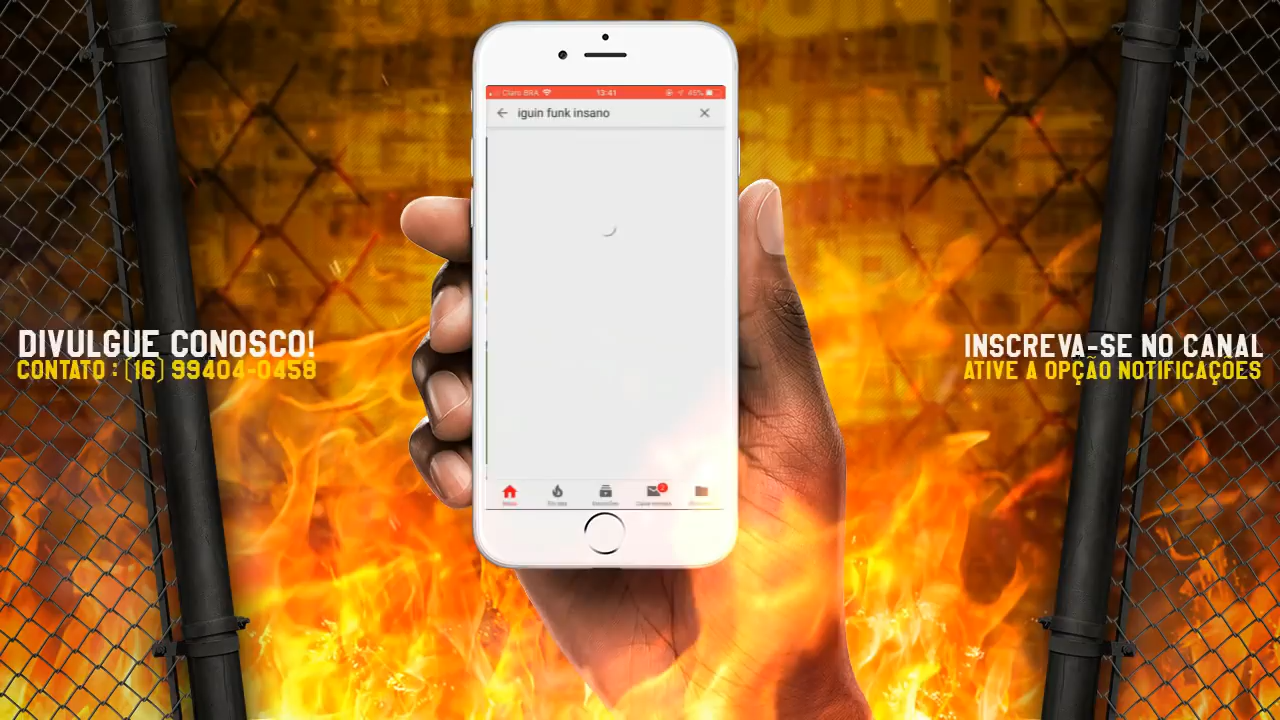 Claro BRA 13:41 45%
iguin funk insano
DIVULGUE CONOSCO!
CONTATO : (16) 99404-0458
INSCREVA-SE NO CANAL
ATIVE A OPÇÃO NOTIFICAÇÕES